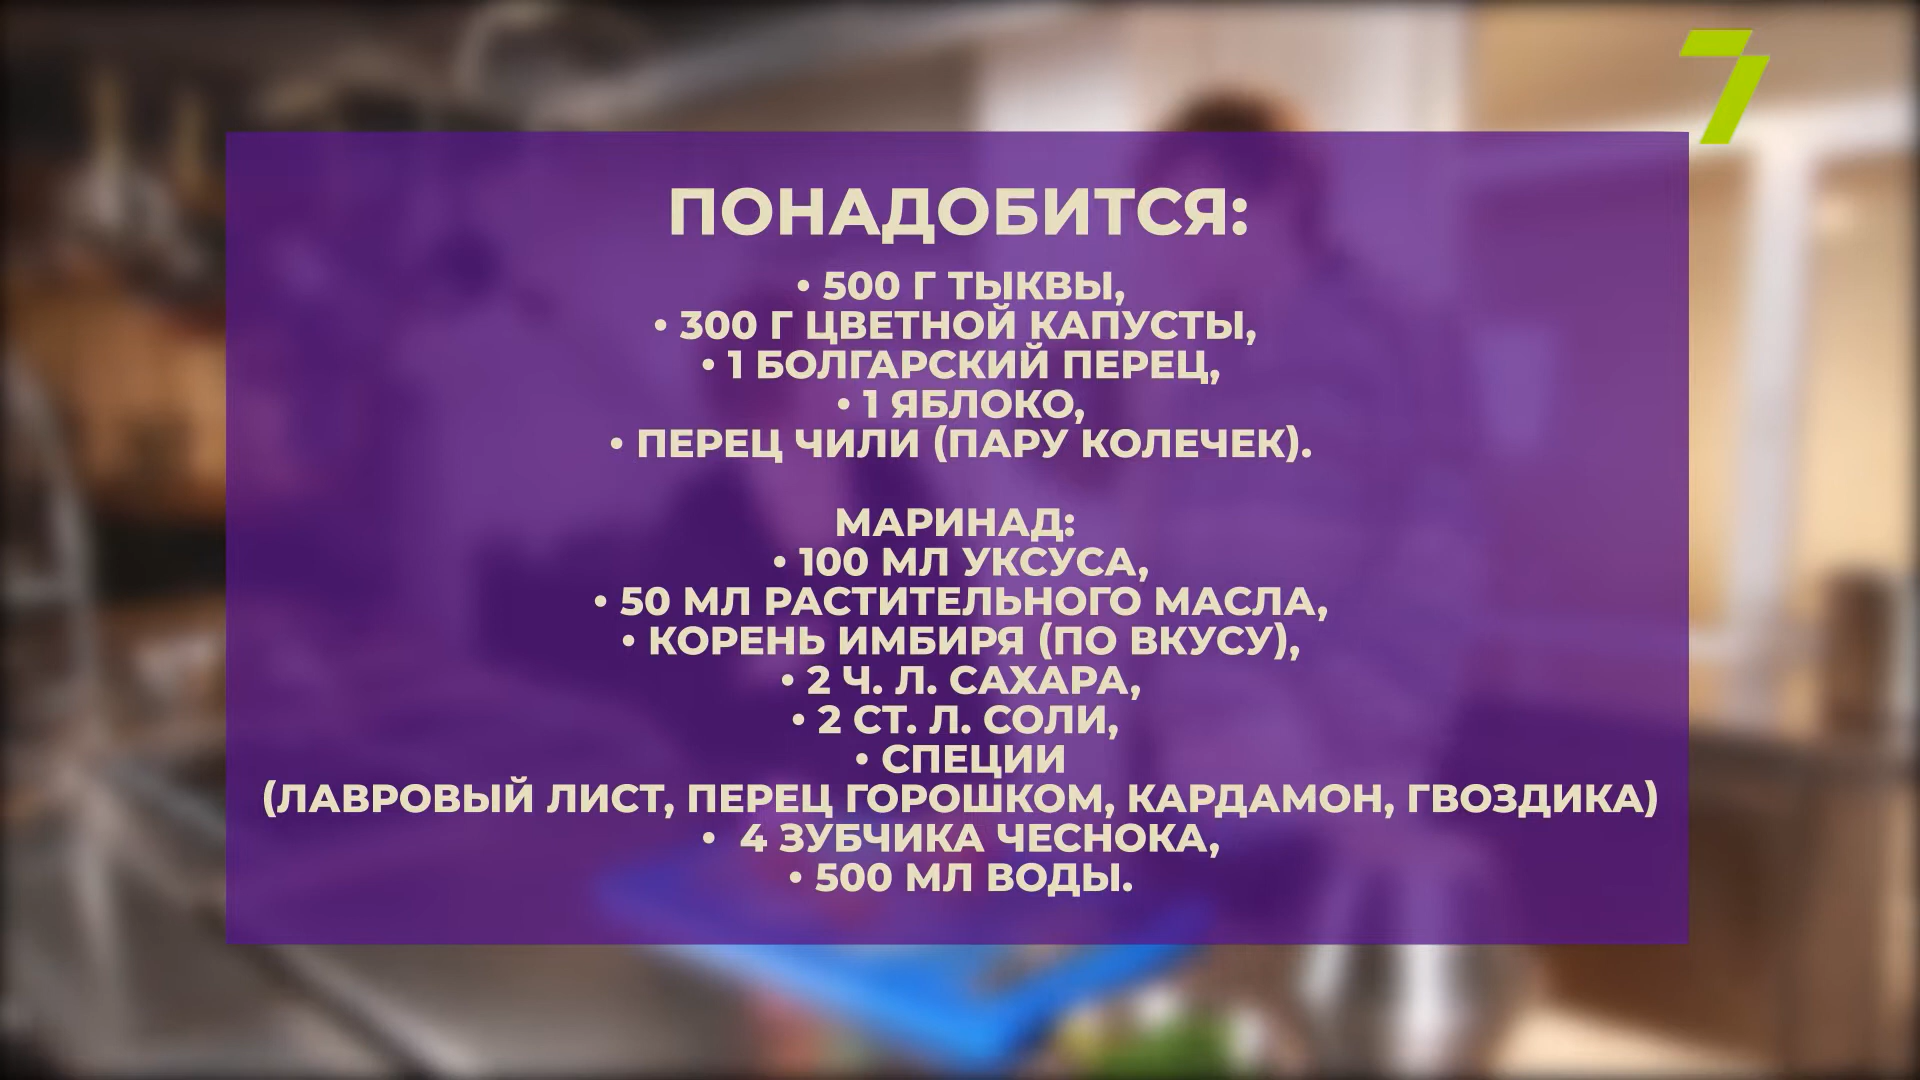 7
ПОНАДОБИТСЯ:
• 500 Г ТЫКВЫ,
• 300 Г ЦВЕТНОЙ КАПУСТЫ,
• 1 БОЛГАРСКИЙ ПЕРЕЦ,
• 1 ЯБЛОКО,
• ПЕРЕЦ ЧИЛИ (ПАРУ КОЛЕЧЕК).
МАРИНАД:
• 100 МЛ УКСУСА,
• 50 МЛ РАСТИТЕЛЬНОГО МАСЛА,
• КОРЕНЬ ИМБИРЯ (ПО ВКУСУ),
• 2 Ч. Л. САХАРА,
• 2 СТ. Л. СОЛИ,
• СПЕЦИИ
(ЛАВРОВЫЙ ЛИСТ, ПЕРЕЦ ГОРОШКОМ, КАРДАМОН, ГВОЗДИКА)
• 4 ЗУБЧИКА ЧЕСНОКА,
• 500 МЛ ВОДЫ.